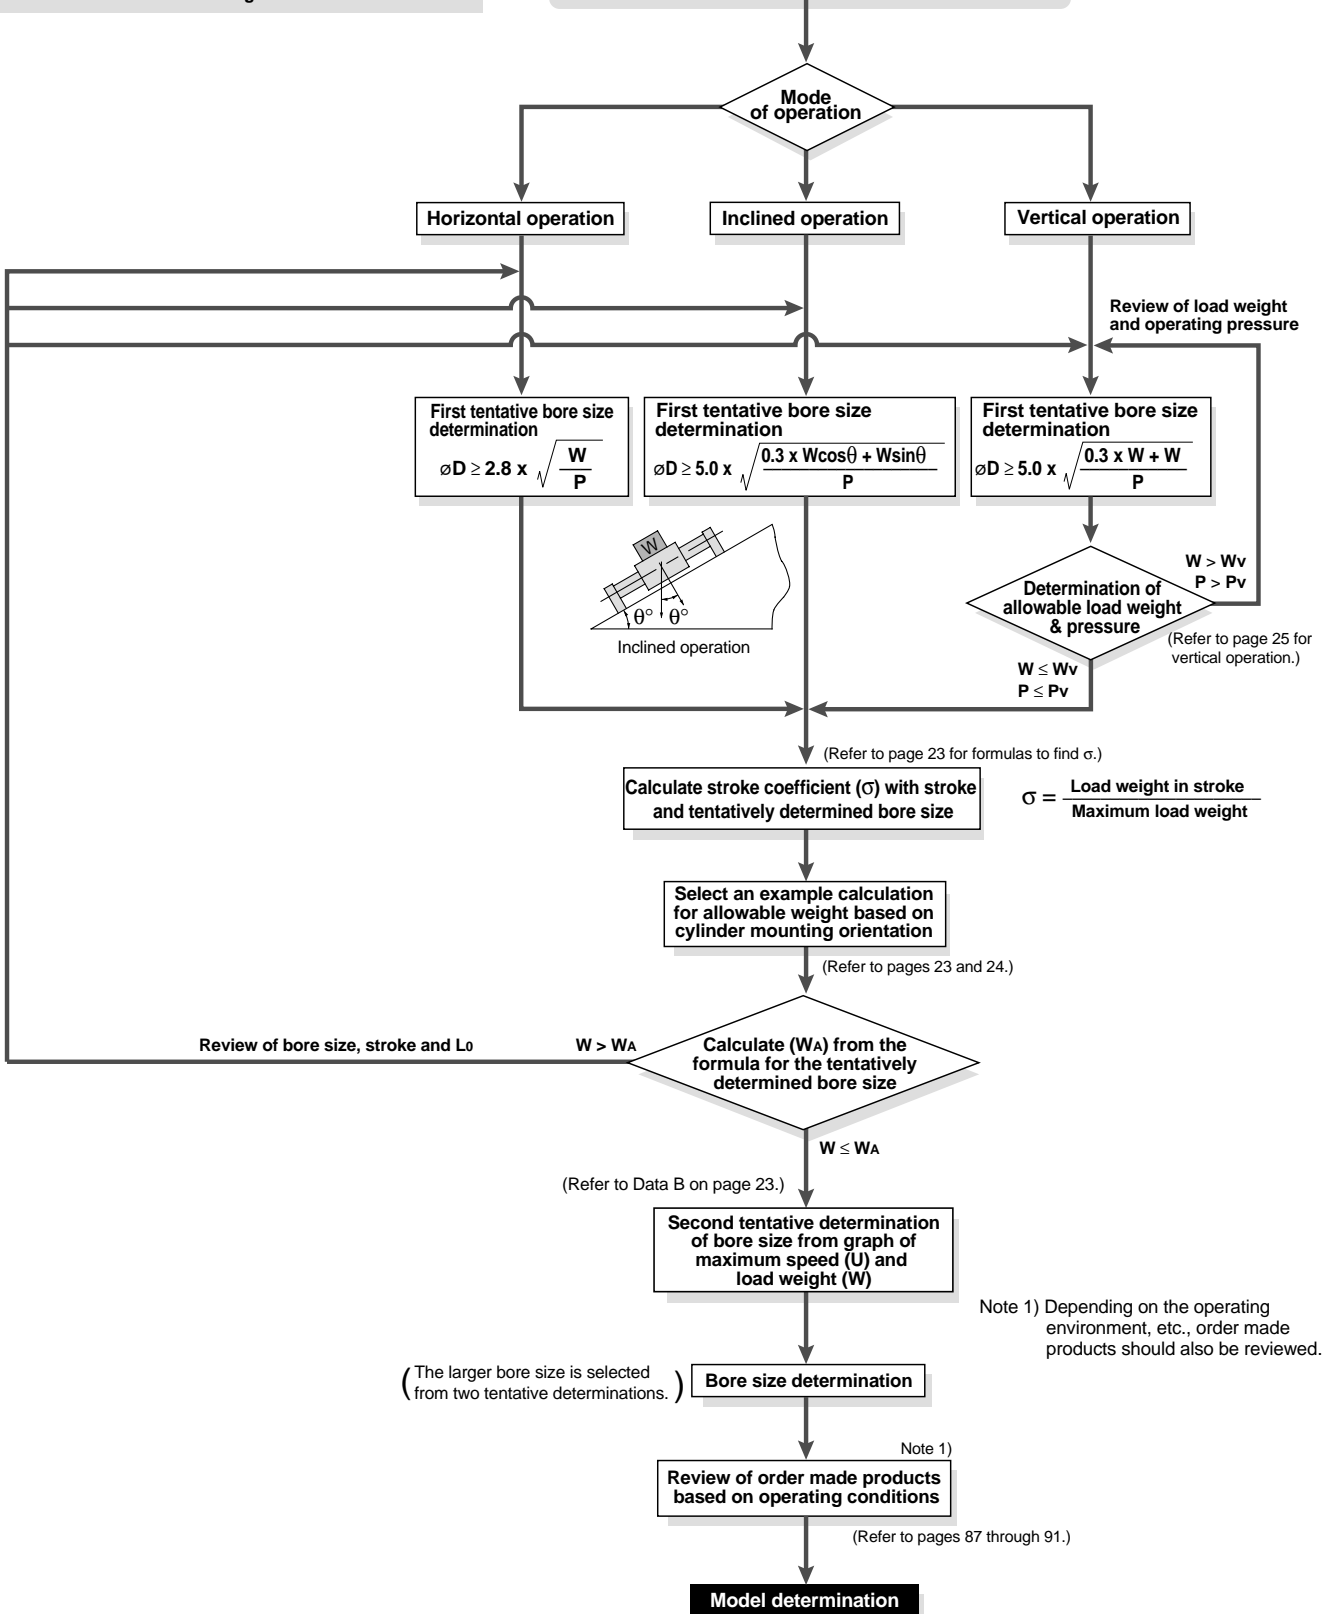 Mode
of operation
Horizontal operation
Inclined operation
Vertical operation
Review of load weight
and operating pressure
First tentative bore size
determination
øD ≥ 2.8 x √ W
P
First tentative bore size
determination
øD ≥ 5.0 x √ 0.3 x Wcosθ + Wsinθ
P
First tentative bore size
determination
øD ≥ 5.0 x √ 0.3 x W + W
P
W
θ° θ°
Inclined operation
W > Wv
P > Pv
Determination of
allowable load weight
& pressure
(Refer to page 25 for
vertical operation.)
W ≤ Wv
P ≤ Pv
(Refer to page 23 for formulas to find σ.)
Calculate stroke coefficient (σ) with stroke
and tentatively determined bore size
σ = Load weight in stroke
Maximum load weight
Select an example calculation
for allowable weight based on
cylinder mounting orientation
(Refer to pages 23 and 24.)
Review of bore size, stroke and L0
W > WA
Calculate (WA) from the
formula for the tentatively
determined bore size
W ≤ WA
(Refer to Data B on page 23.)
Second tentative determination
of bore size from graph of
maximum speed (U) and
load weight (W)
Note 1) Depending on the operating
environment, etc., order made
products should also be reviewed.
(The larger bore size is selected
from two tentative determinations.)
Bore size determination
Note 1)
Review of order made products
based on operating conditions
(Refer to pages 87 through 91.)
Model determination